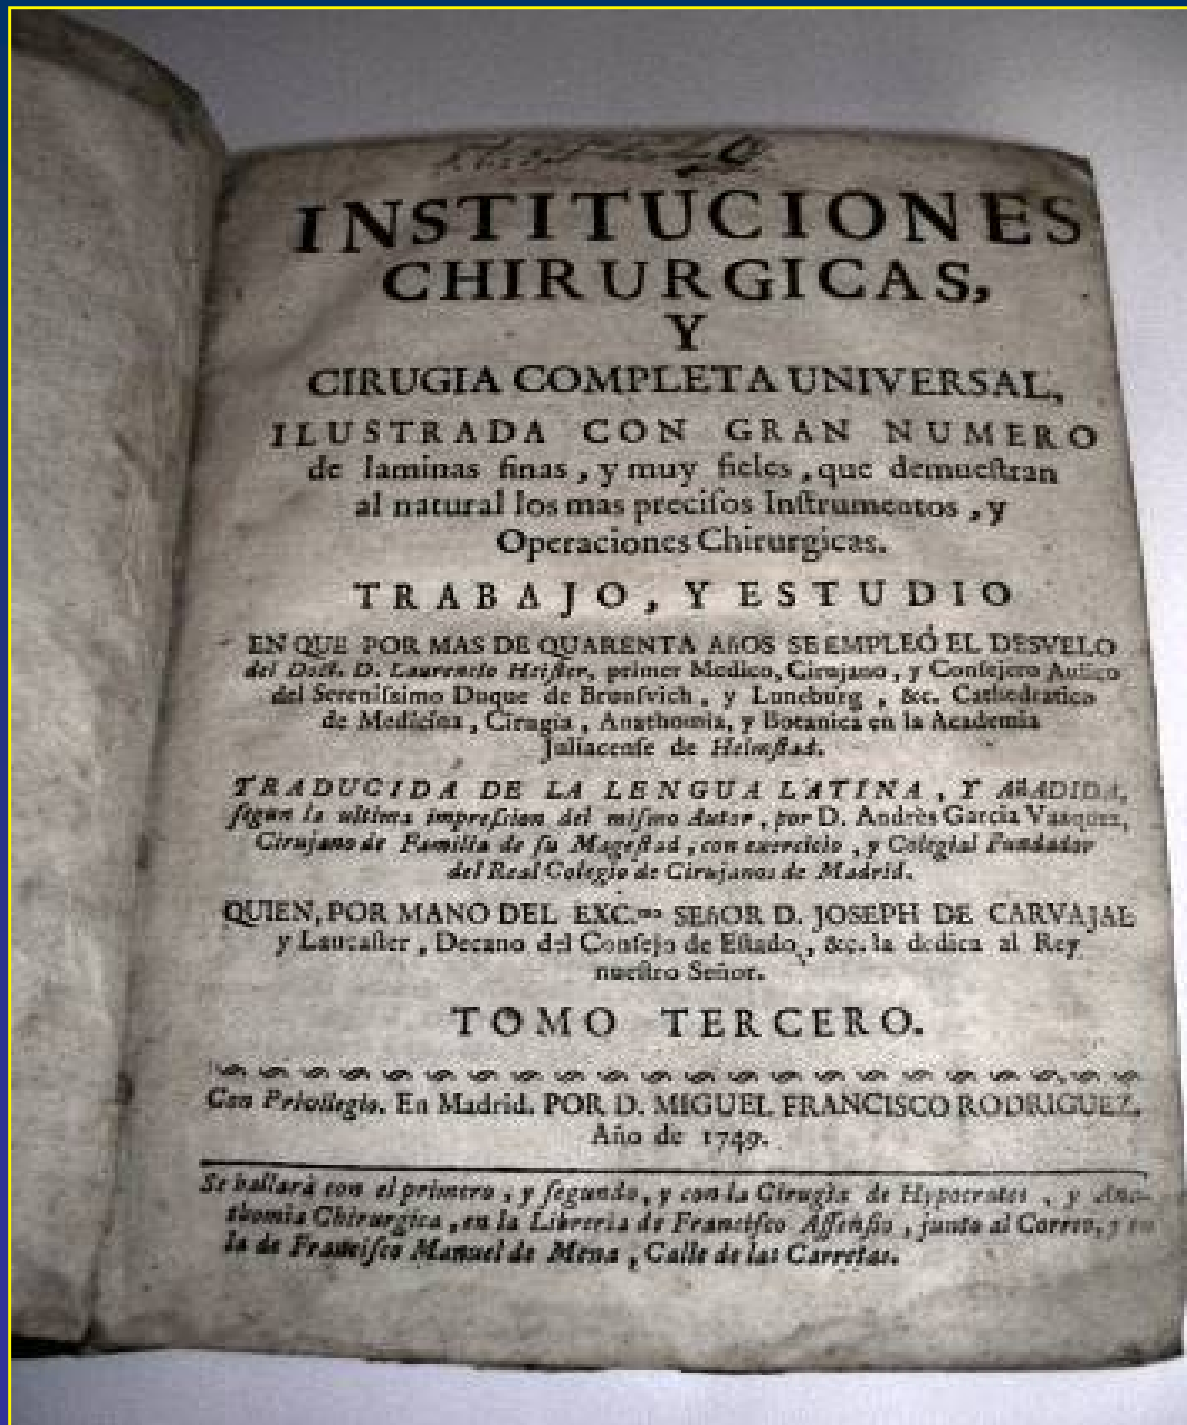 INSTITUCIONES
CHIRURGICAS,
Y
CIRUGIA COMPLETA UNIVERSAL,
ILUSTRADA CON GRAN NUMERO
de laminas finas, y muy fieles, que demueſtran
al natural los mas preciſos Inſtrumentos, y
Operaciones Chirurgicas.
TRABAJO, Y ESTUDIO
EN QUE POR MAS DE QUARENTA AñOS SE EMPLEÓ EL DESVELO
del Doct. D. Laurencio Heiſter, primer Medico, Cirujano, y Conſejero Aulico
del Sereniſsimo Duque de Brunſvich, y Luneburg, &c. Cathedratico
de Medicina, Cirugia, Anathomia, y Botanica en la Academia
Juliacenſe de Helmſtad.
TRADUCIDA DE LA LENGUA LATINA, Y AñADIDA,
ſegun la ultima impreſsion del miſmo Autor, por D. Andrès Garcia Vasquez,
Cirujano de Familia de ſu Mageſtad, con exercicio, y Colegial Fundador
del Real Colegio de Cirujanos de Madrid.
QUIEN, POR MANO DEL EXC.mo SEñOR D. JOSEPH DE CARVAJAL
y Lancaſter, Decano del Conſejo de Eſtado, &c. la dedica al Rey
nueſtro Señor.
TOMO TERCERO.
Con Privilegio. En Madrid. POR D. MIGUEL FRANCISCO RODRIGUEZ.
Año de 1749.
Se hallarà con el primero, y ſegundo, y con la Cirugia de Hypocrates, y Ana-
thomia Chirurgica, en la Libreria de Franciſco Aſſenſio, junto al Correo, y en
la de Franciſco Manuel de Mena, Calle de las Carretas.